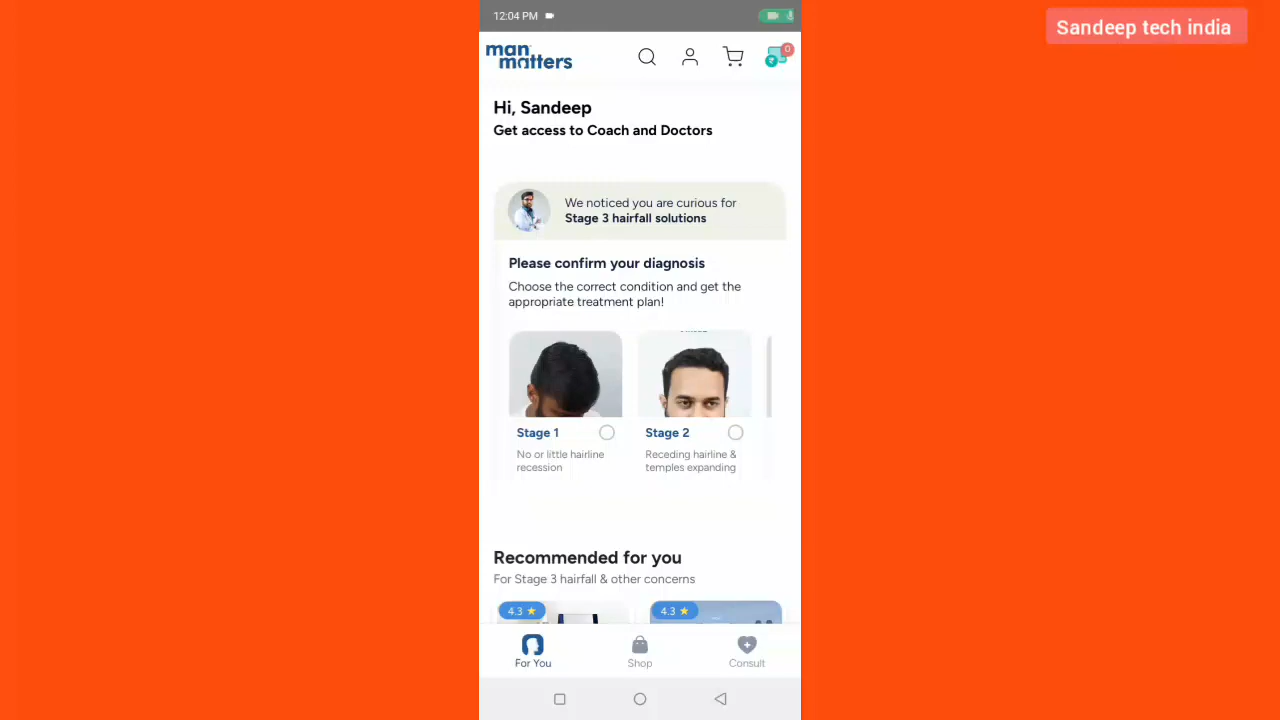 12:04 PM
Sandeep tech india
man
matters
0
Hi, Sandeep
Get access to Coach and Doctors
We noticed you are curious for
Stage 3 hairfall solutions
Please confirm your diagnosis
Choose the correct condition and get the
appropriate treatment plan!
Stage 1
No or little hairline
recession
Stage 2
Receding hairline &
temples expanding
Recommended for you
For Stage 3 hairfall & other concerns
4.3
4.3
For You
Shop
Consult